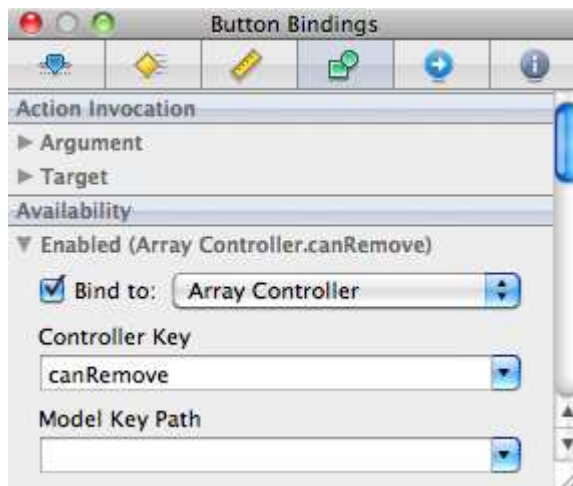 Button Bindings
Action Invocation
Argument
Target
Availability
Enabled (Array Controller.canRemove)
Bind to: Array Controller
Controller Key
canRemove
Model Key Path